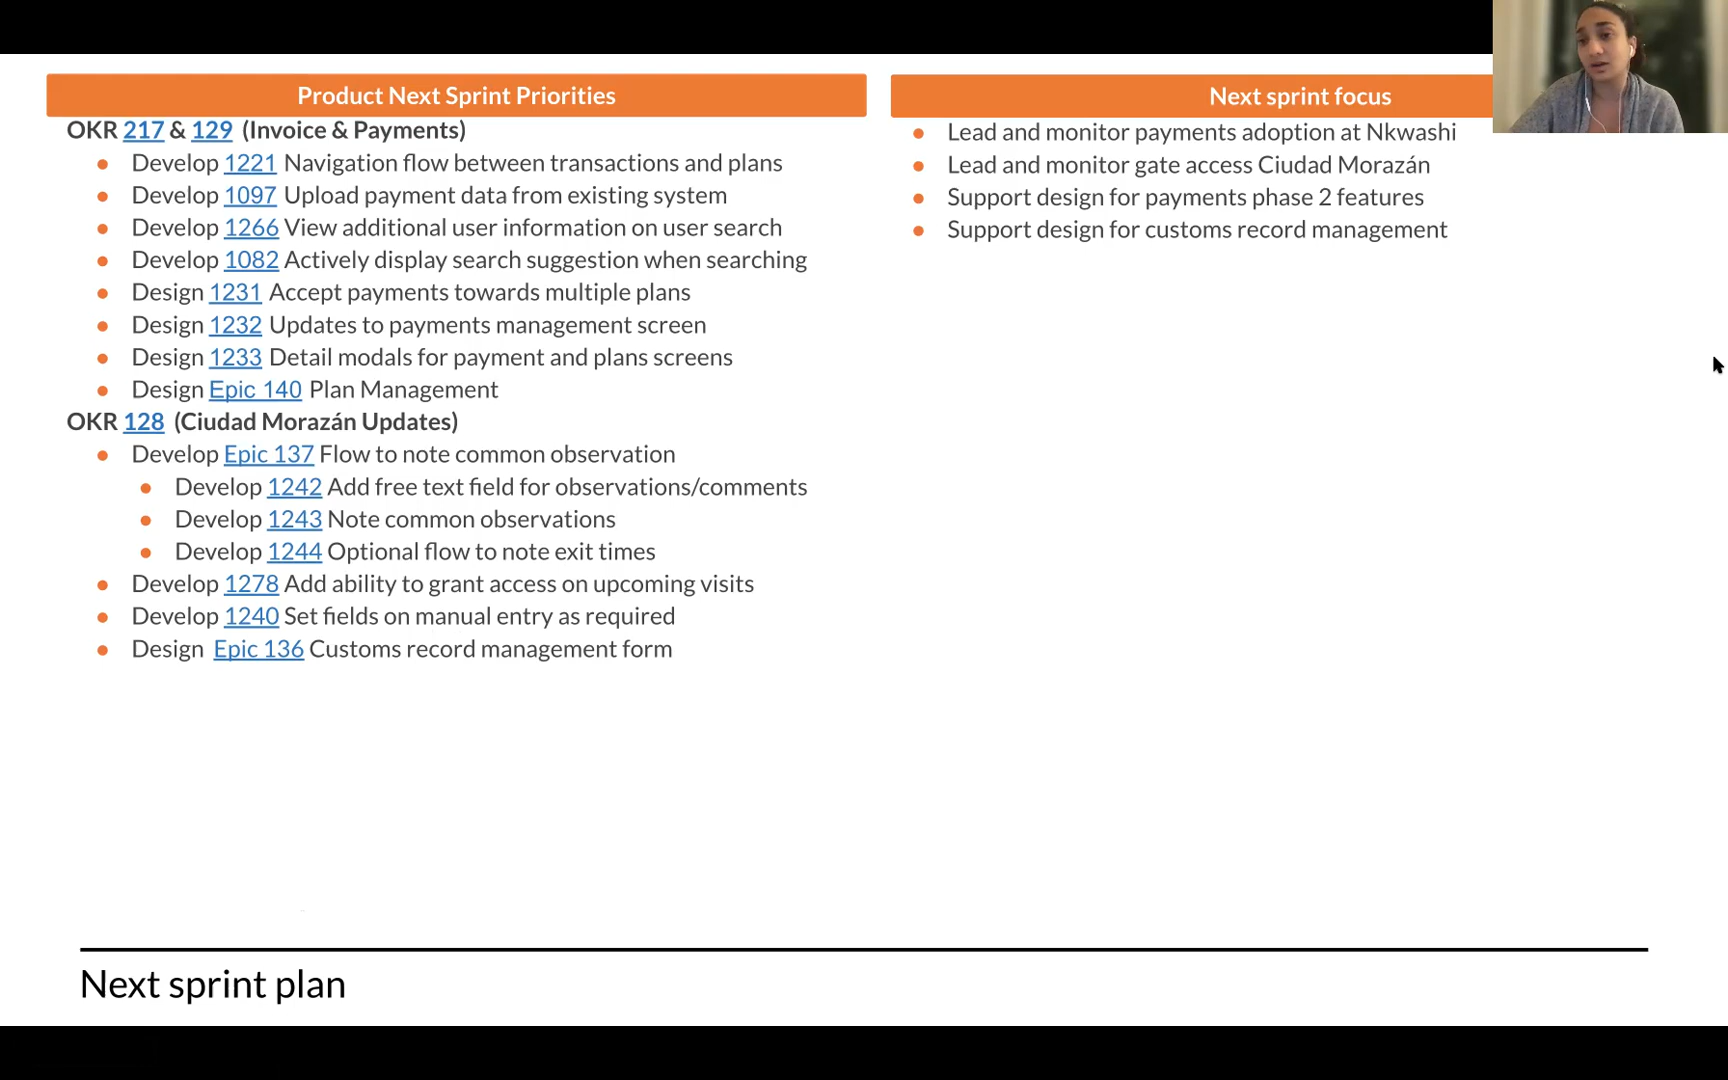 Product Next Sprint Priorities
OKR 217 & 129 (Invoice & Payments)
Develop 1221 Navigation flow between transactions and plans
Develop 1097 Upload payment data from existing system
Develop 1266 View additional user information on user search
Develop 1082 Actively display search suggestion when searching
Design 1231 Accept payments towards multiple plans
Design 1232 Updates to payments management screen
Design 1233 Detail modals for payment and plans screens
Design Epic 140 Plan Management
OKR 128 (Ciudad Morazán Updates)
Develop Epic 137 Flow to note common observation
Develop 1242 Add free text field for observations/comments
Develop 1243 Note common observations
Develop 1244 Optional flow to note exit times
Develop 1278 Add ability to grant access on upcoming visits
Develop 1240 Set fields on manual entry as required
Design Epic 136 Customs record management form
Next sprint focus
Lead and monitor payments adoption at Nkwashi
Lead and monitor gate access Ciudad Morazán
Support design for payments phase 2 features
Support design for customs record management
Next sprint plan